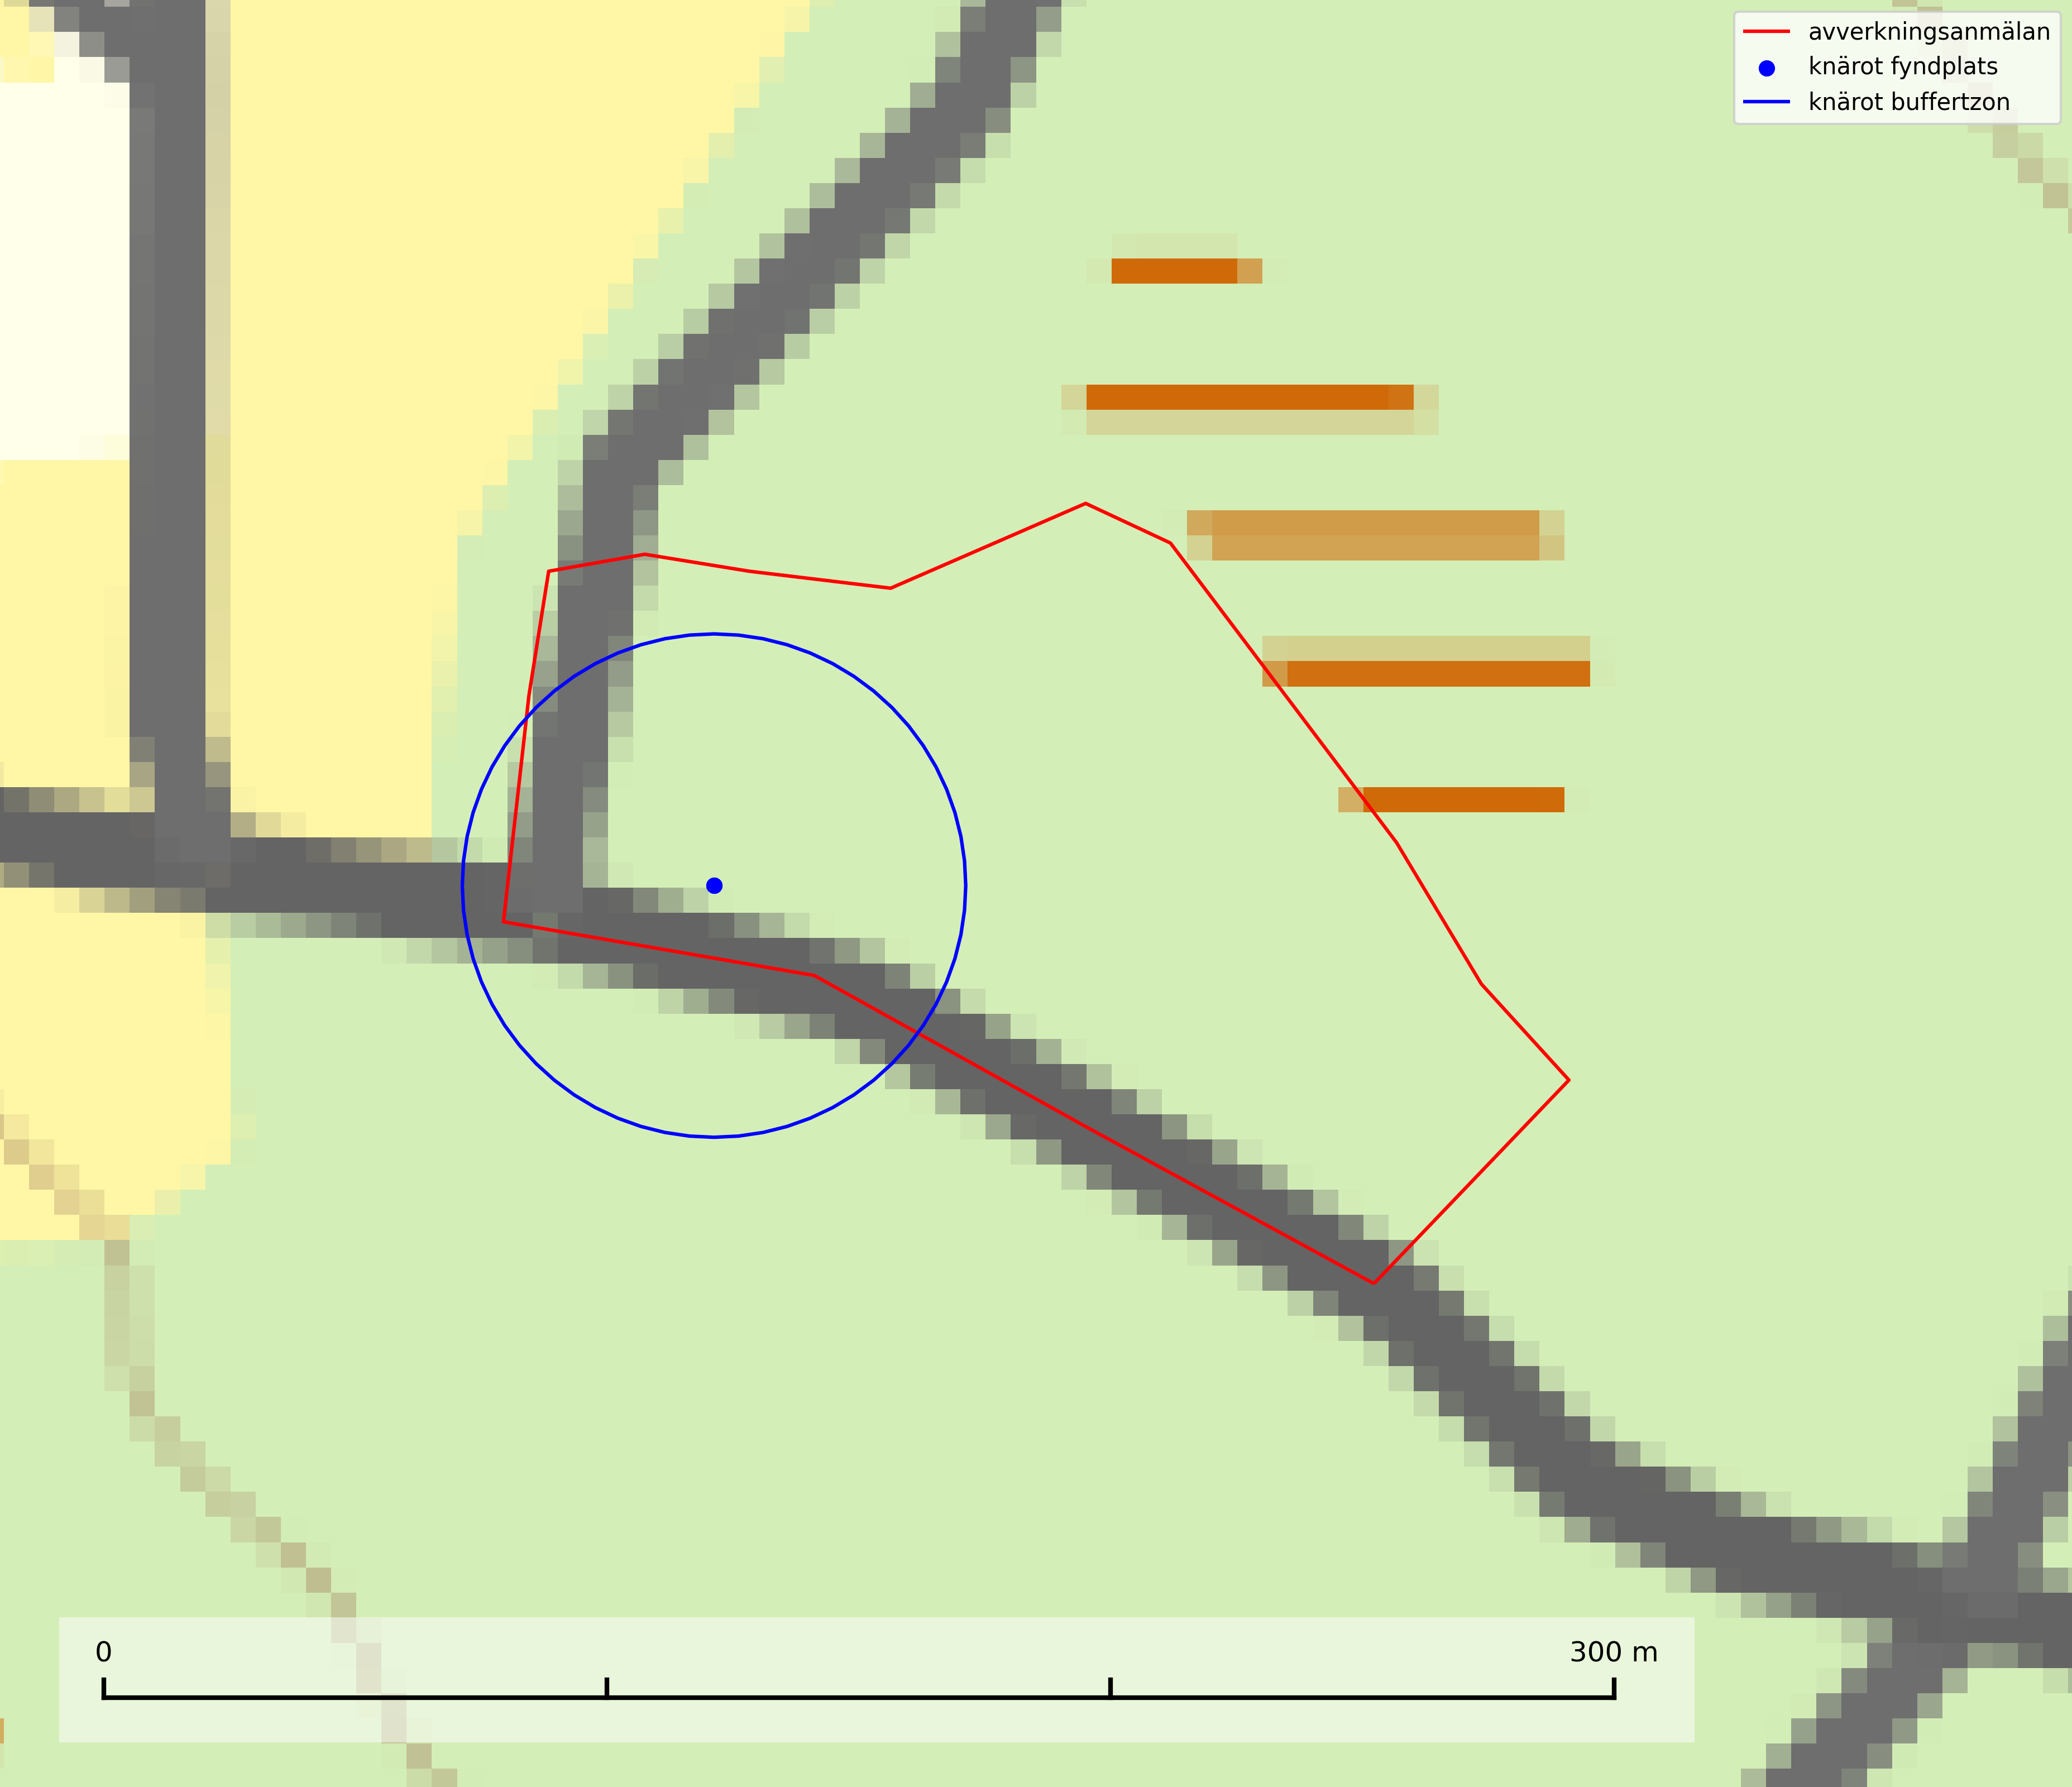 avverkningsanmälan
knärot fyndplats
knärot buffertzon
0 300 m